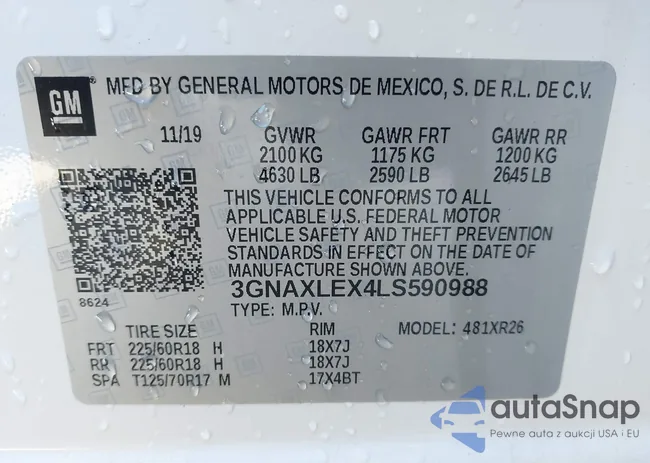 GM
MFD BY GENERAL MOTORS DE MEXICO, S. DE R.L. DE C.V.
11/19 GVWR GAWR FRT GAWR RR
2100 KG 1175 KG 1200 KG
4630 LB 2590 LB 2645 LB
THIS VEHICLE CONFORMS TO ALL
APPLICABLE U.S. FEDERAL MOTOR
VEHICLE SAFETY AND THEFT PREVENTION
STANDARDS IN EFFECT ON THE DATE OF
MANUFACTURE SHOWN ABOVE.
8624
3GNAXLEX4LS590988
TYPE: M.P.V.
TIRE SIZE RIM MODEL: 481XR26
FRT 225/60R18 H 18X7J
RR 225/60R18 H 18X7J
SPA T125/70R17 M 17X4BT
autaSnap
Pewne auta z aukcji USA i EU